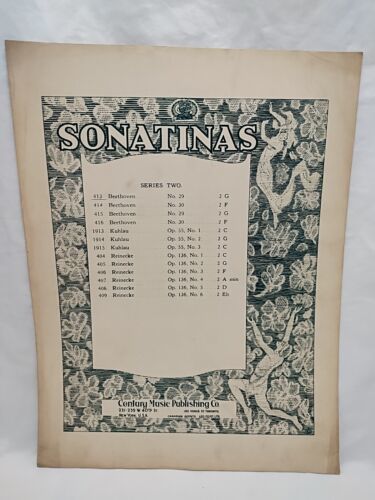 SONATINAS
SERIES TWO.
413 Beethoven No. 29 2 G
414 Beethoven No. 30 2 F
415 Beethoven No. 29 2 G
416 Beethoven No. 30 2 F
1913 Kuhlau Op. 55, No. 1 2 C
1914 Kuhlau Op. 55, No. 2 2 G
1915 Kuhlau Op. 55, No. 3 2 C
404 Reinecke Op. 136, No. 1 2 C
405 Reinecke Op. 136, No. 2 2 G
406 Reinecke Op. 136, No. 3 2 F
407 Reinecke Op. 136, No. 4 2 A min
408 Reinecke Op. 136, No. 5 2 D
409 Reinecke Op. 136, No. 6 2 Eb
Century Music Publishing Co.
231-235 W. 40TH St
New York, U.S.A.